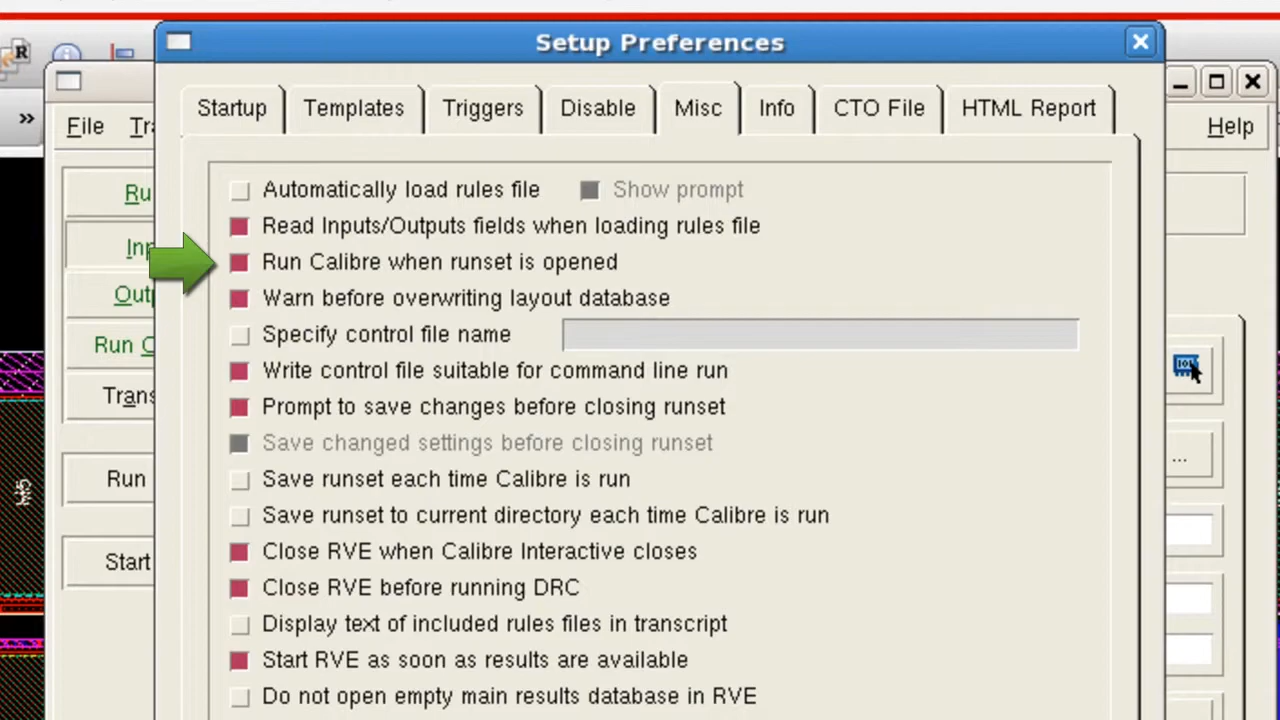 Setup Preferences
R
Startup Templates Triggers Disable Misc Info CTO File HTML Report
»
File
Help
Automatically load rules file Show prompt
Read Inputs/Outputs fields when loading rules file
Run Calibre when runset is opened
Warn before overwriting layout database
Specify control file name
Write control file suitable for command line run
Prompt to save changes before closing runset
Save changed settings before closing runset
...
Save runset each time Calibre is run
Run
Save runset to current directory each time Calibre is run
Close RVE when Calibre Interactive closes
Start
Close RVE before running DRC
Display text of included rules files in transcript
Start RVE as soon as results are available
Do not open empty main results database in RVE